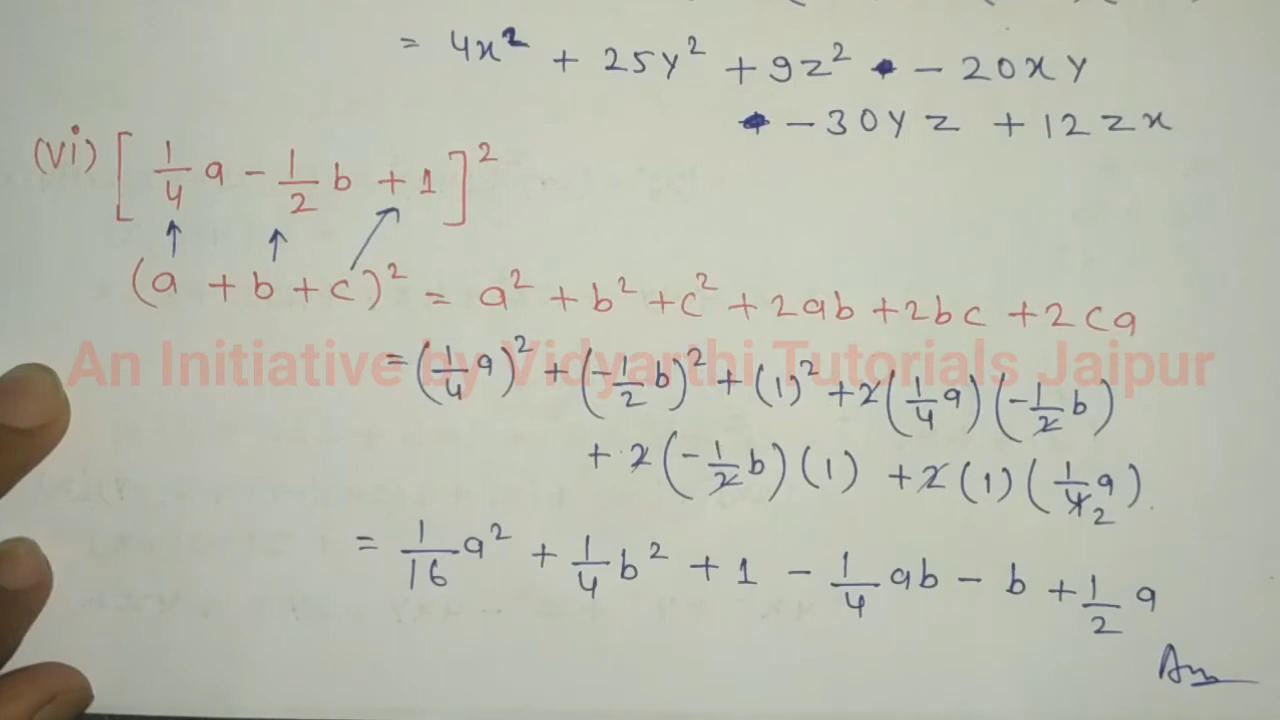 = 4x² + 25y² + 9z² - 20xy
- 30yz + 12zx
(vi) [1/4 a - 1/2 b + 1]²
(a + b + c)² = a² + b² + c² + 2ab + 2bc + 2ca
An Initiative by Vidyarthi Tutorials Jaipur
= (1/4 a)² + (-1/2 b)² + (1)² + 2(1/4 a)(-1/2 b)
+ 2(-1/2 b)(1) + 2(1)(1/4 2 a).
= 1/16 a² + 1/4 b² + 1 - 1/4 ab - b + 1/2 a
Ans